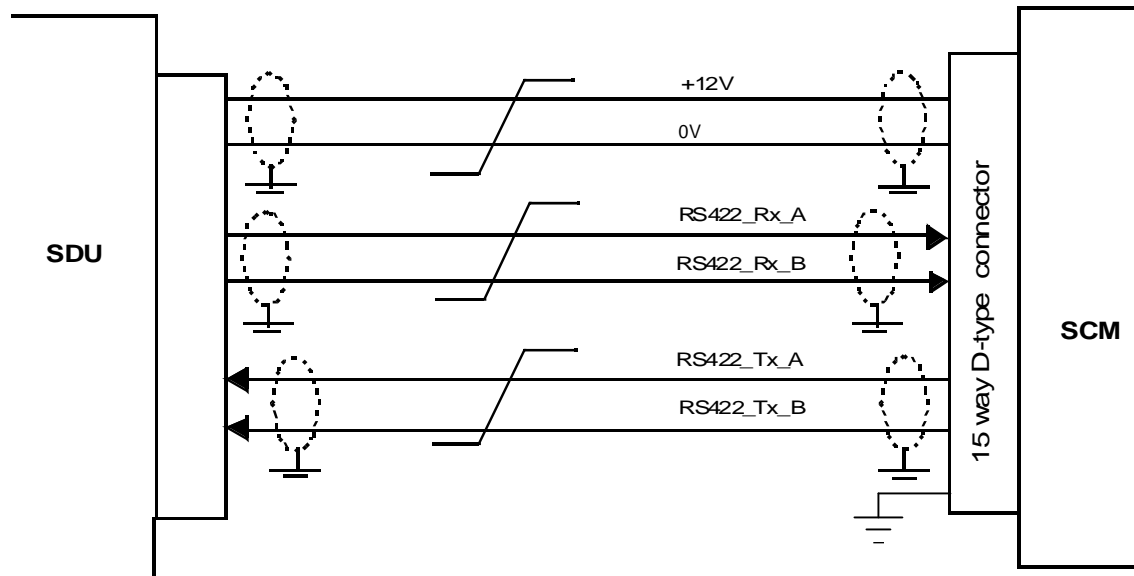 +12V
0V
RS422_Rx_A
RS422_Rx_B
RS422_Tx_A
RS422_Tx_B
SDU
15 way D-type connector
SCM